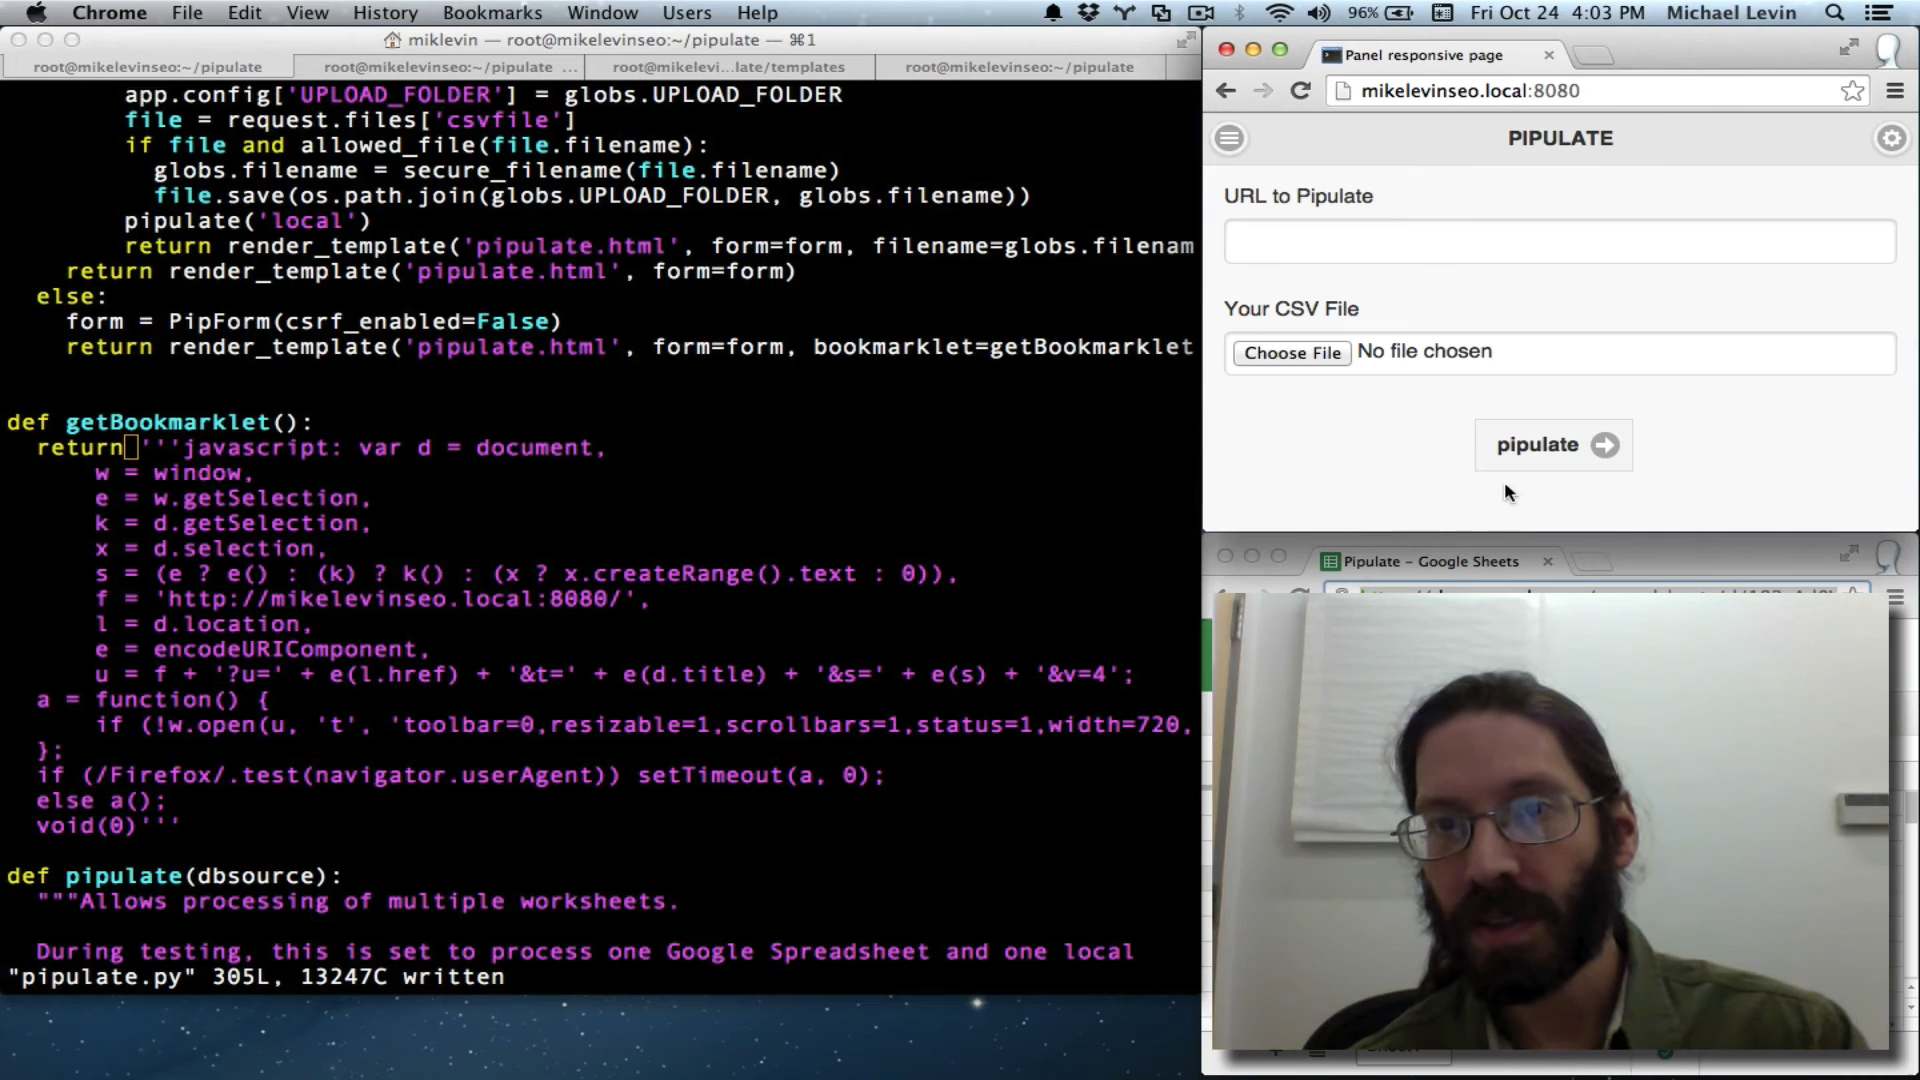 Chrome File Edit View History Bookmarks Window Users Help
96% Fri Oct 24 4:03 PM Michael Levin
miklevin — root@mikelevinseo:~/pipulate — ⌘1
root@mikelevinseo:~/pipulate root@mikelevinseo:~/pipulate ... root@mikelevi...late/templates root@mikelevinseo:~/pipulate
app.config['UPLOAD_FOLDER'] = globs.UPLOAD_FOLDER
file = request.files['csvfile']
if file and allowed_file(file.filename):
globs.filename = secure_filename(file.filename)
file.save(os.path.join(globs.UPLOAD_FOLDER, globs.filename))
pipulate('local')
return render_template('pipulate.html', form=form, filename=globs.filenam
return render_template('pipulate.html', form=form)
else:
form = PipForm(csrf_enabled=False)
return render_template('pipulate.html', form=form, bookmarklet=getBookmarklet
def getBookmarklet():
return '''javascript: var d = document,
w = window,
e = w.getSelection,
k = d.getSelection,
x = d.selection,
s = (e ? e() : (k) ? k() : (x ? x.createRange().text : 0)),
f = 'http://mikelevinseo.local:8080/',
l = d.location,
e = encodeURIComponent,
u = f + '?u=' + e(l.href) + '&t=' + e(d.title) + '&s=' + e(s) + '&v=4';
a = function() {
if (!w.open(u, 't', 'toolbar=0,resizable=1,scrollbars=1,status=1,width=720,
};
if (/Firefox/.test(navigator.userAgent)) setTimeout(a, 0);
else a();
void(0)'''
def pipulate(dbsource):
"""Allows processing of multiple worksheets.
During testing, this is set to process one Google Spreadsheet and one local
"pipulate.py" 305L, 13247C written
Panel responsive page
mikelevinseo.local:8080
PIPULATE
URL to Pipulate
Your CSV File
Choose File No file chosen
pipulate
Pipulate – Google Sheets